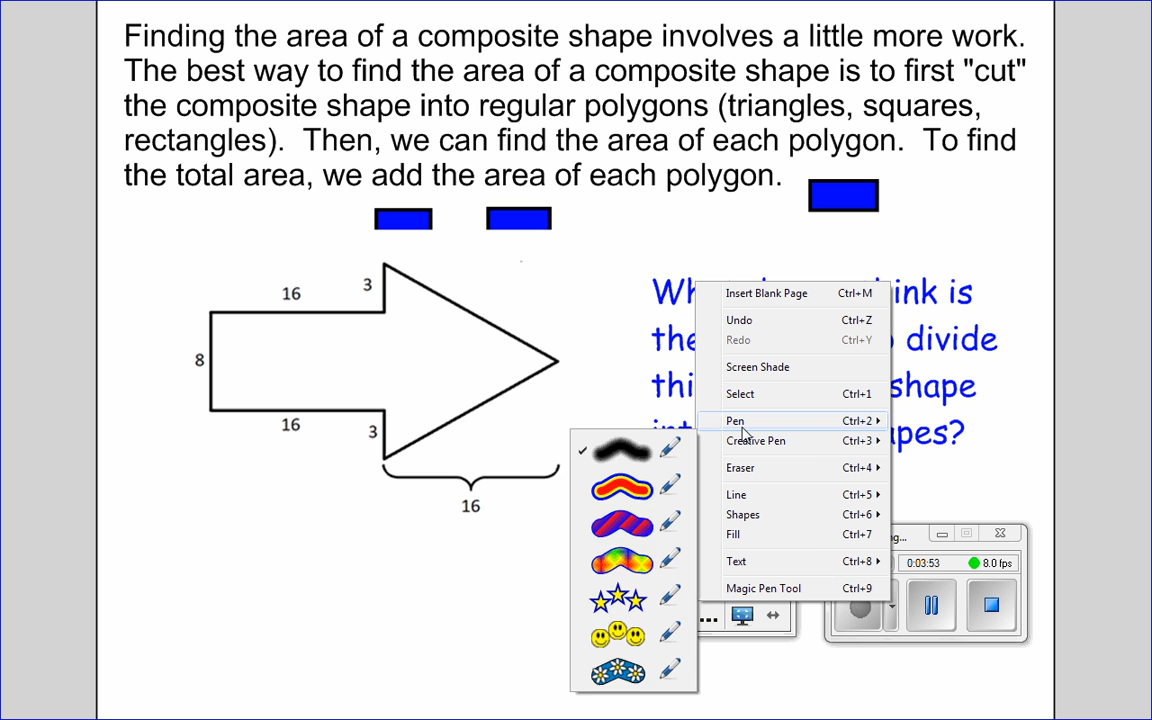 Finding the area of a composite shape involves a little more work.
The best way to find the area of a composite shape is to first "cut"
the composite shape into regular polygons (triangles, squares,
rectangles). Then, we can find the area of each polygon. To find
the total area, we add the area of each polygon.
16
3
8
16
3
16
ink is
the
divide
shape
apes?
Insert Blank Page Ctrl+M
Undo Ctrl+Z
Redo Ctrl+Y
Screen Shade
Select Ctrl+1
Pen Ctrl+2
Creative Pen Ctrl+3
Eraser Ctrl+4
Line Ctrl+5
Shapes Ctrl+6
Fill Ctrl+7
Text Ctrl+8
Magic Pen Tool Ctrl+9
0:03:53 8.0 fps